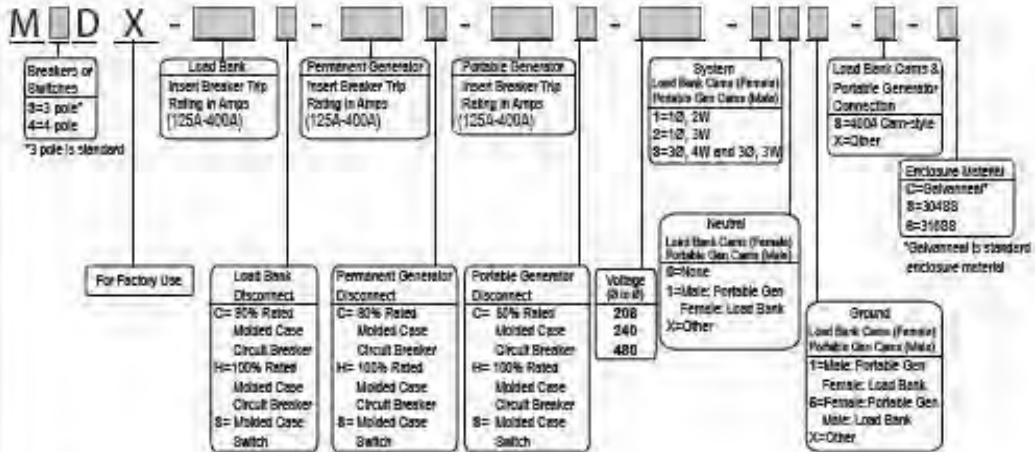 M D X - - - - - - -
Breakers or
Switches
3=3 pole*
4=4 pole
*3 pole is standard
Load Bank
Insert Breaker Trip
Rating in Amps
(125A-400A)
Permanent Generator
Insert Breaker Trip
Rating in Amps
(125A-400A)
Portable Generator
Insert Breaker Trip
Rating in Amps
(125A-400A)
System
Load Bank Cams (Female)
Portable Gen Cams (Male)
1=1Ø, 2W
2=1Ø, 3W
3=3Ø, 4W and 3Ø, 3W
Load Bank Cams &
Portable Generator
Connection
8=400A Cam-style
X=Other
Enclosure Material
C=Galvanneal*
S=304SS
6=316SS
*Galvanneal is standard
enclosure material
For Factory Use
Load Bank
Disconnect
C= 80% Rated
Molded Case
Circuit Breaker
H=100% Rated
Molded Case
Circuit Breaker
S= Molded Case
Switch
Permanent Generator
Disconnect
C= 80% Rated
Molded Case
Circuit Breaker
H= 100% Rated
Molded Case
Circuit Breaker
S= Molded Case
Switch
Portable Generator
Disconnect
C= 80% Rated
Molded Case
Circuit Breaker
H= 100% Rated
Molded Case
Circuit Breaker
S= Molded Case
Switch
Voltage
(Ø to Ø)
208
240
480
Neutral
Load Bank Cams (Female)
Portable Gen Cams (Male)
0=None
1=Male: Portable Gen
Female: Load Bank
X=Other
Ground
Load Bank Cams (Female)
Portable Gen Cams (Male)
1=Male: Portable Gen
Female: Load Bank
6=Female: Portable Gen
Male: Load Bank
X=Other